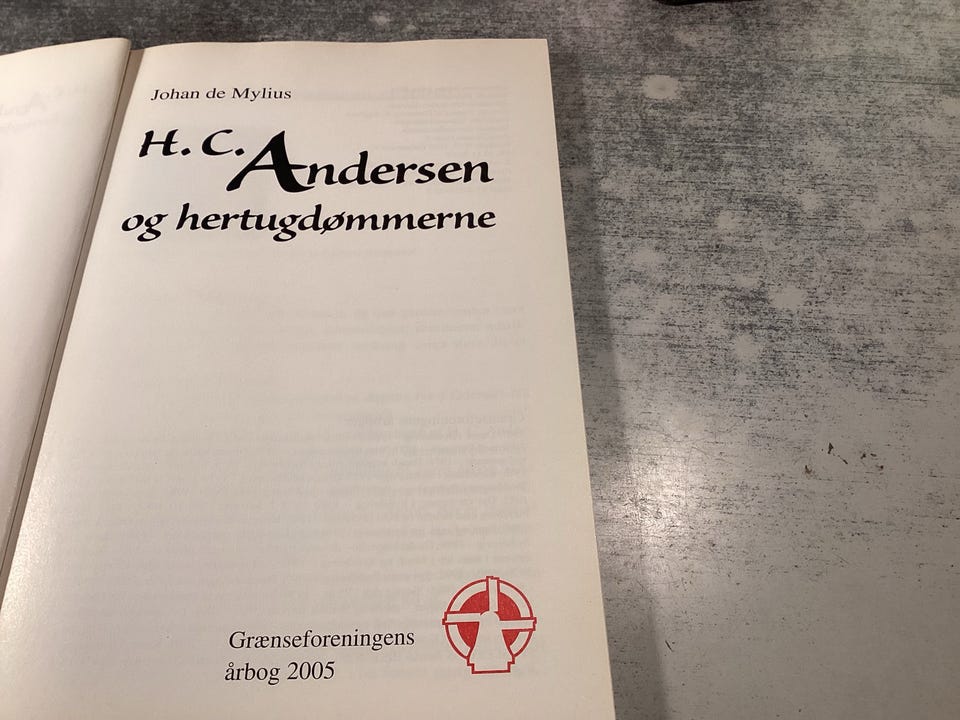 Johan de Mylius
H. C. Andersen
og hertugdømmerne
Grænseforeningens
årbog 2005